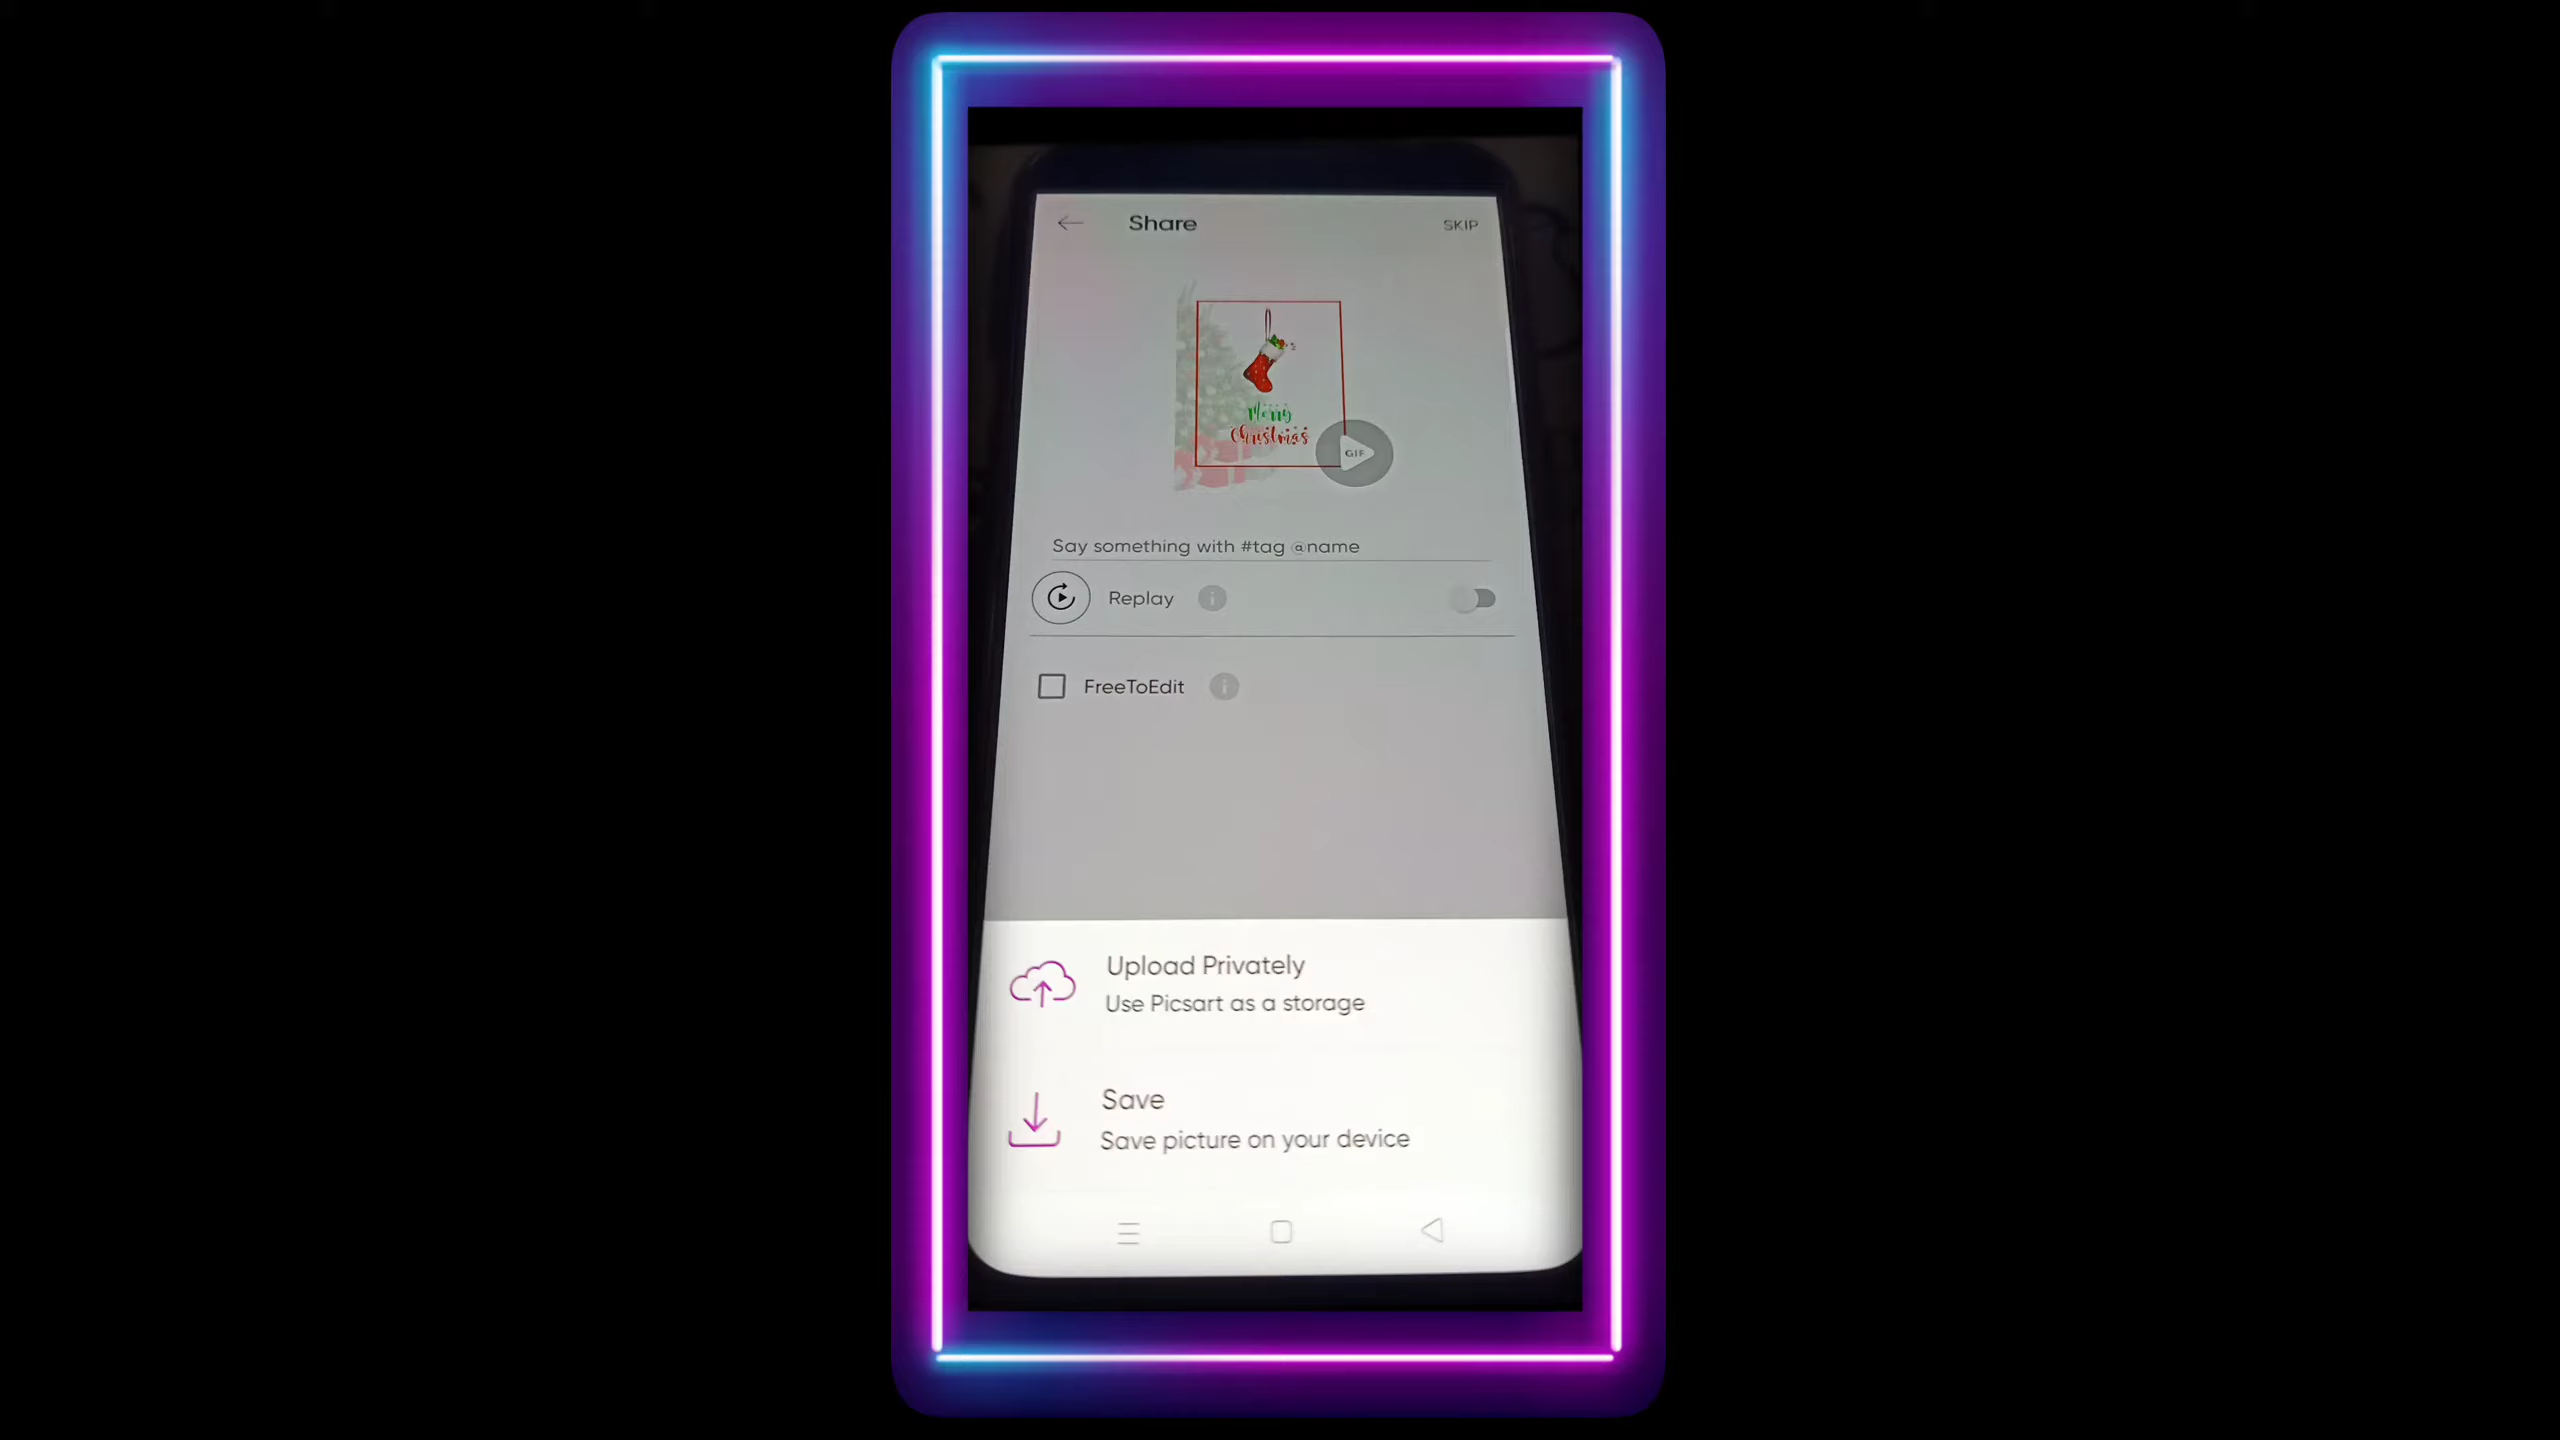 Share
SKIP
Merry
Christmas
GIF
Say something with #tag @name
Replay
FreeToEdit
Upload Privately
Use Picsart as a storage
Save
Save picture on your device